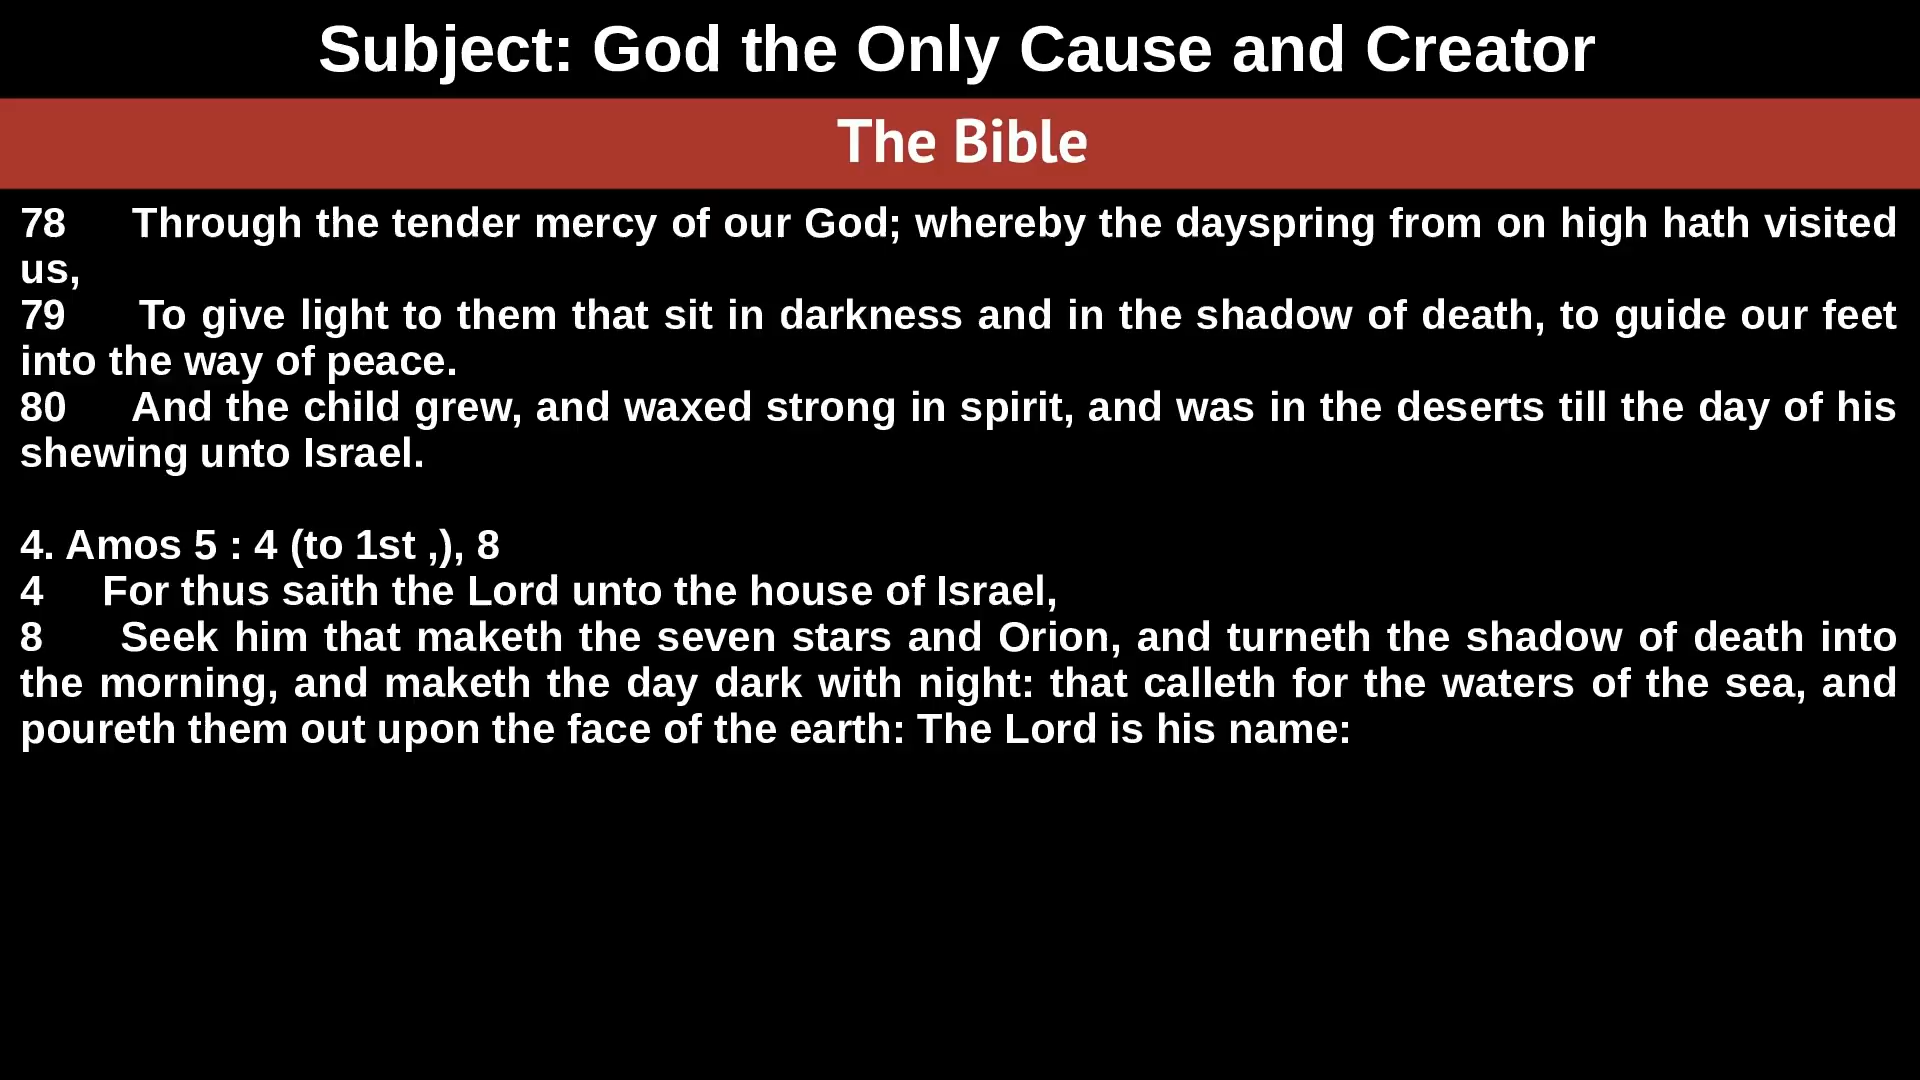 Subject: God the Only Cause and Creator
The Bible
78 Through the tender mercy of our God; whereby the dayspring from on high hath visited
us,
79 To give light to them that sit in darkness and in the shadow of death, to guide our feet
into the way of peace.
80 And the child grew, and waxed strong in spirit, and was in the deserts till the day of his
shewing unto Israel.
4. Amos 5 : 4 (to 1st ,), 8
4 For thus saith the Lord unto the house of Israel,
8 Seek him that maketh the seven stars and Orion, and turneth the shadow of death into
the morning, and maketh the day dark with night: that calleth for the waters of the sea, and
poureth them out upon the face of the earth: The Lord is his name: